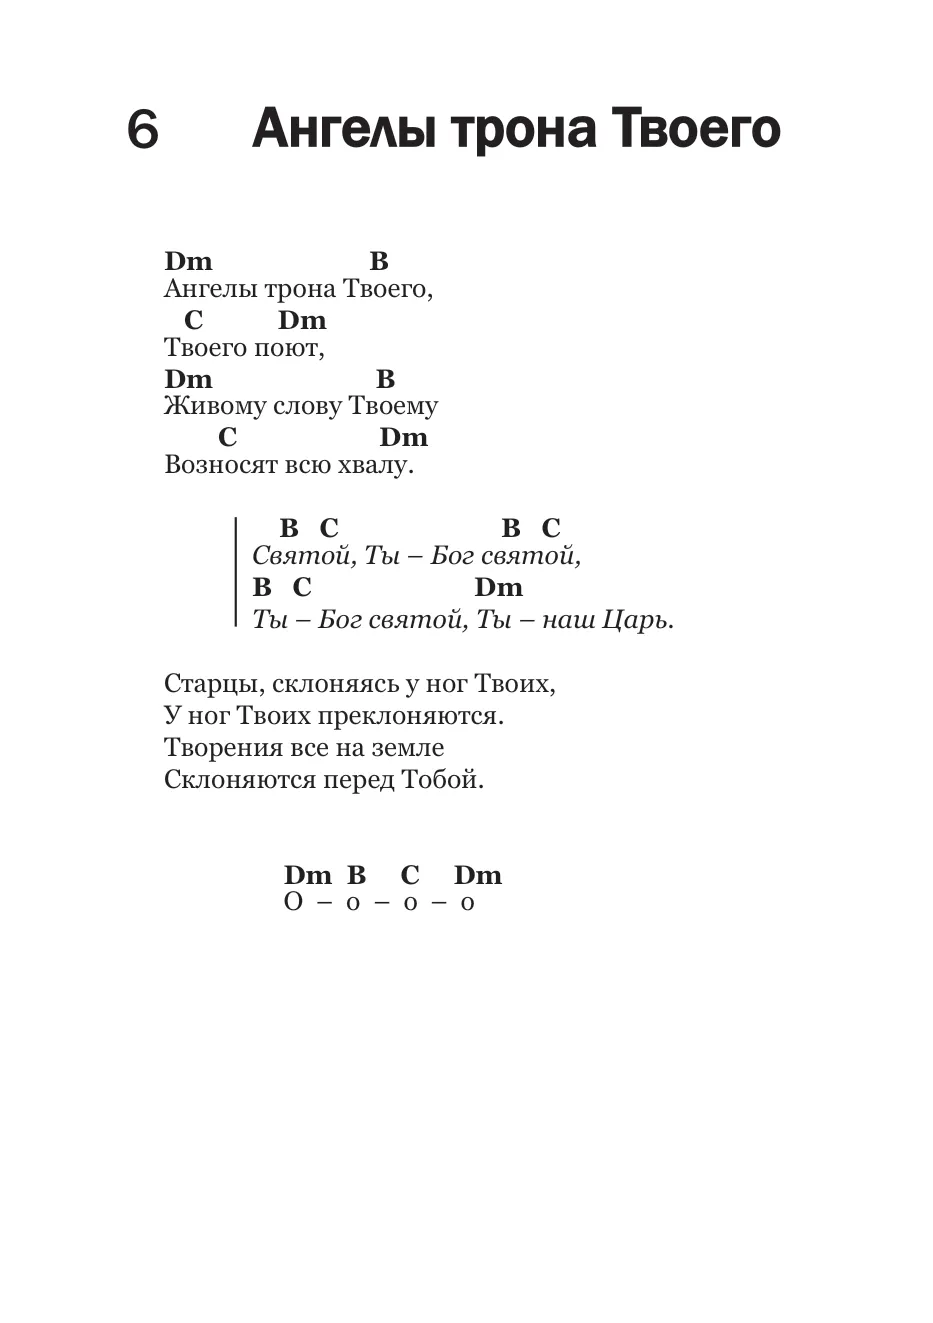 6 Ангелы трона Твоего
Dm B
Ангелы трона Твоего,
C Dm
Твоего поют,
Dm B
Живому слову Твоему
C Dm
Возносят всю хвалу.
B C B C
Святой, Ты – Бог святой,
B C Dm
Ты – Бог святой, Ты – наш Царь.
Старцы, склоняясь у ног Твоих,
У ног Твоих преклоняются.
Творения все на земле
Склоняются перед Тобой.
Dm B C Dm
О – о – о – о